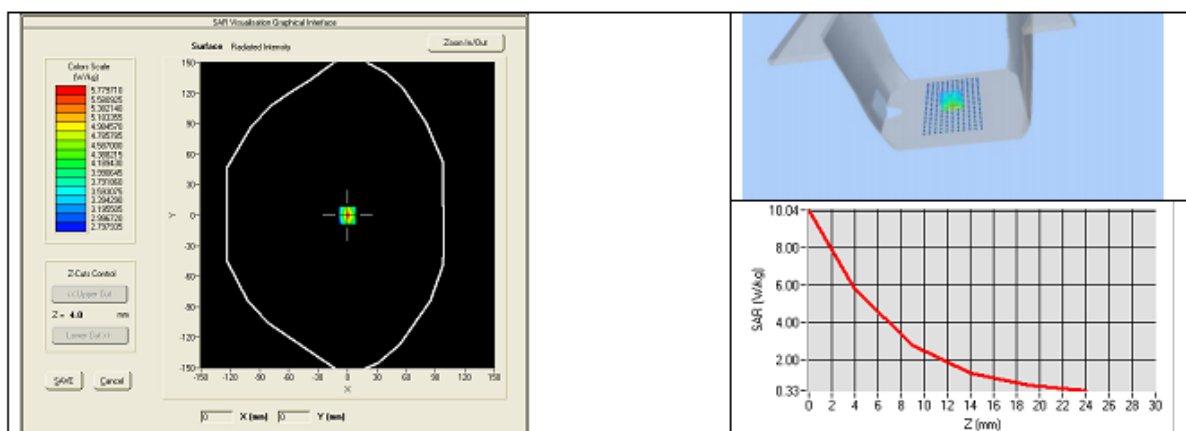 SAR Visualisation Graphical Interface
Surface Radiated Intensity
Zoom In/Out
Colors Scale
(W/kg)
5.779710
5.580925
5.382140
5.183355
4.984570
4.785785
4.587000
4.388215
4.189430
3.990645
3.791860
3.593075
3.394290
3.195505
2.996720
2.797935
150
120
90
60
30
0
-30
-60
-90
-120
-150
Y
-150 -120 -90 -60 -30 0 30 60 90 120 150
X
Z-Cuts Control
<< Upper Cut
Z = 4.0 mm
Lower Cut >>
SAVE Cancel
0 X (mm) 0 Y (mm)
10.04
8.00
6.00
4.00
2.00
0.33
SAR (W/kg)
0 2 4 6 8 10 12 14 16 18 20 22 24 26 28 30
Z (mm)